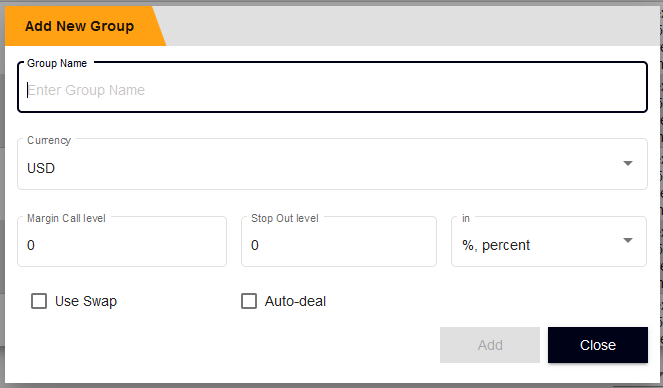 Add New Group
Group Name
Enter Group Name
Currency
USD
Margin Call level
Stop Out level
in
0
0
%, percent
Use Swap
Auto-deal
Add
Close